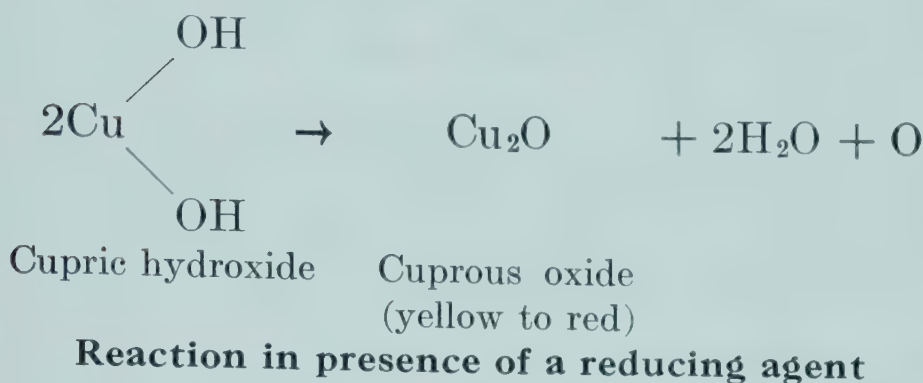 OH
2Cu → Cu₂O + 2H₂O + O
OH
Cupric hydroxide Cuprous oxide
(yellow to red)
Reaction in presence of a reducing agent